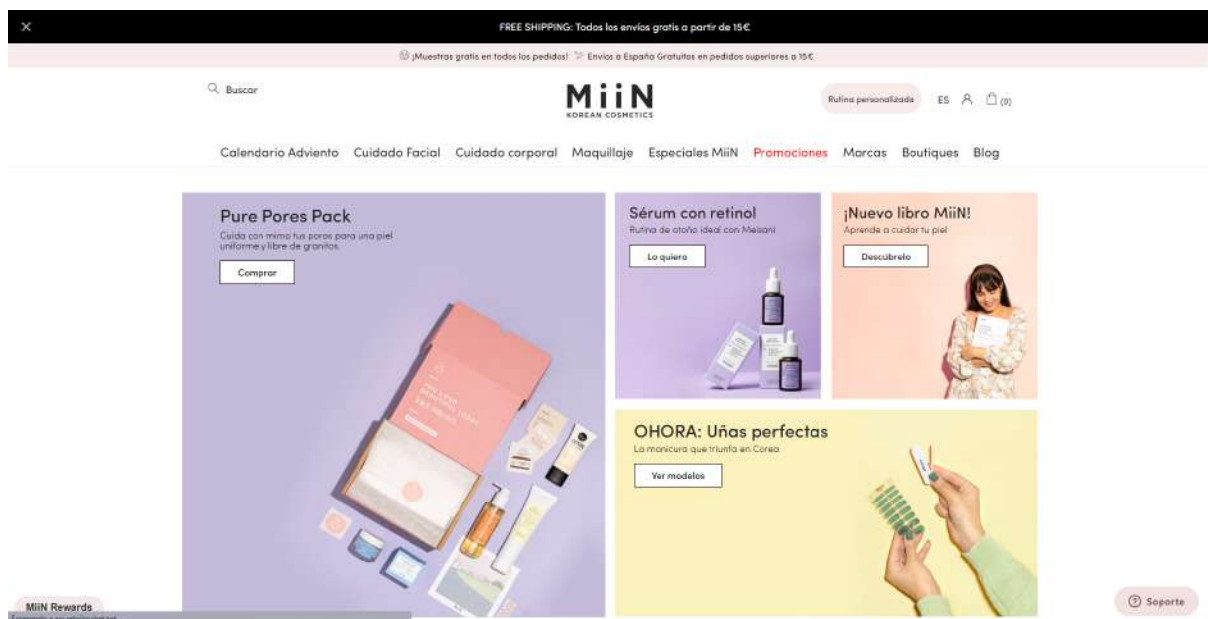 FREE SHIPPING: Todos los envíos gratis a partir de 15€
¡Muestras gratis en todos los pedidos! Envíos a España Gratuitos en pedidos superiores a 15€
Buscar
MiiN
KOREAN COSMETICS
Rutina personalizada ES (0)
Calendario Adviento Cuidado Facial Cuidado corporal Maquillaje Especiales MiiN Promociones Marcas Boutiques Blog
Pure Pores Pack
Cuida con mimo tus poros para una piel
uniforme y libre de granitos.
Comprar
Sérum con retinol
Rutina de otoño ideal con Meisani
Lo quiero
¡Nuevo libro MiiN!
Aprende a cuidar tu piel
Descúbrelo
OHORA: Uñas perfectas
La manicura que triunfa en Corea
Ver modelos
MiiN Rewards
Soporte